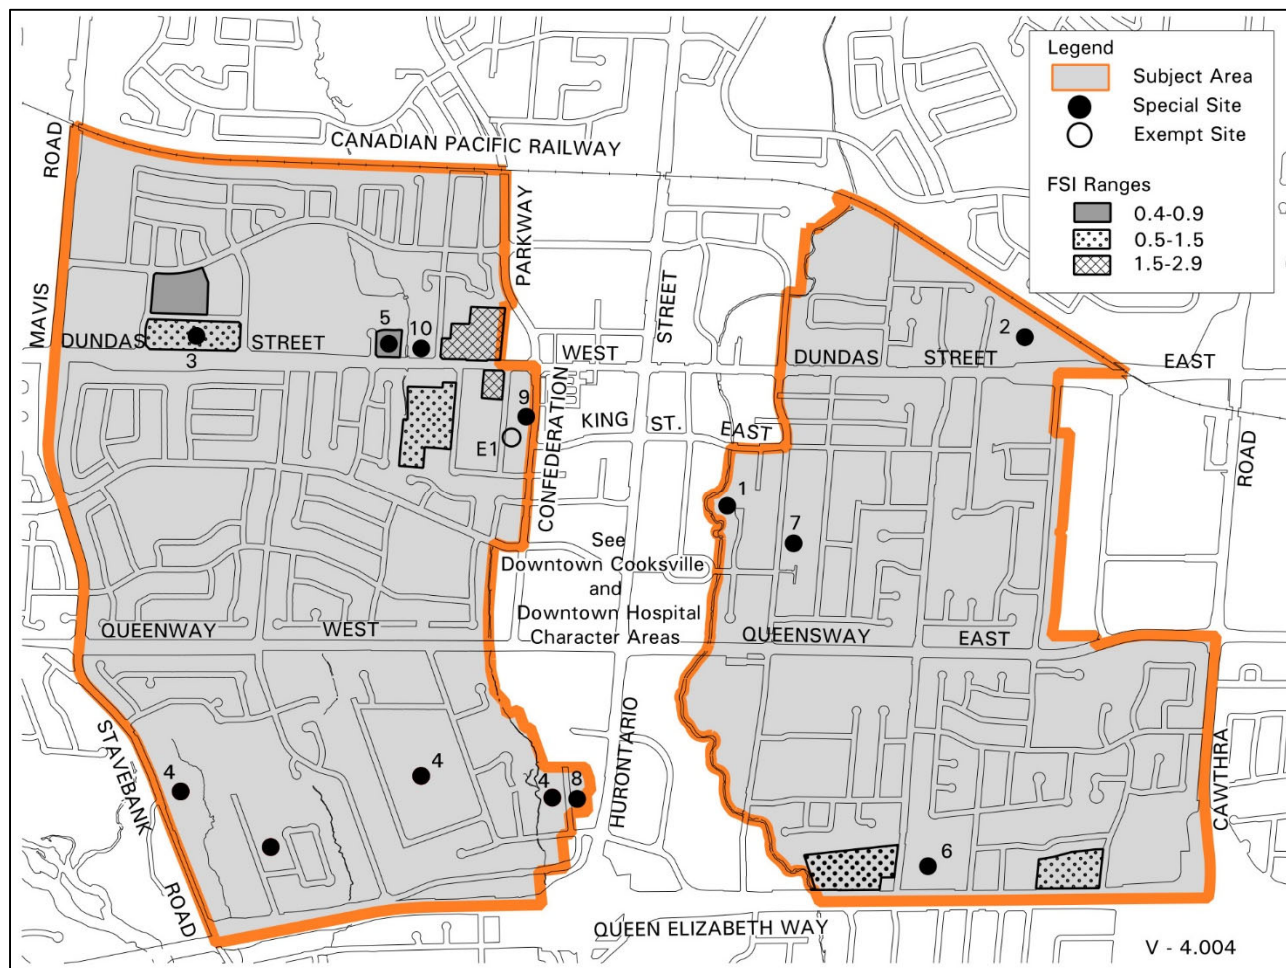 Legend
Subject Area
Special Site
Exempt Site
FSI Ranges
0.4-0.9
0.5-1.5
1.5-2.9
ROAD
CANADIAN PACIFIC RAILWAY
PARKWAY
STREET
MAVIS
DUNDAS
3
STREET
5
10
WEST
DUNDAS
STREET
2
EAST
9
E1
KING
ST.
EAST
CONFEDERATION
ROAD
1
7
See
Downtown Cooksville
and
Downtown Hospital
Character Areas
QUEENWAY
WEST
QUEENSWAY
EAST
STAVEBANK
4
4
4
8
HURONTARIO
CAWTHRA
6
ROAD
QUEEN ELIZABETH WAY
V - 4.004